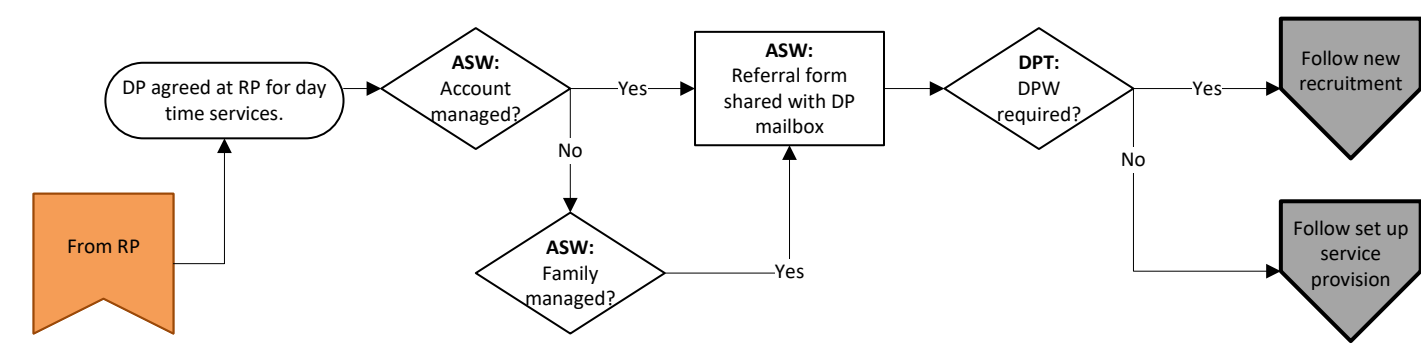 From RP
DP agreed at RP for day
time services.
ASW:
Account
managed?
Yes
No
ASW:
Family
managed?
Yes
ASW:
Referral form
shared with DP
mailbox
DPT:
DPW
required?
Yes
No
Follow new
recruitment
Follow set up
service
provision